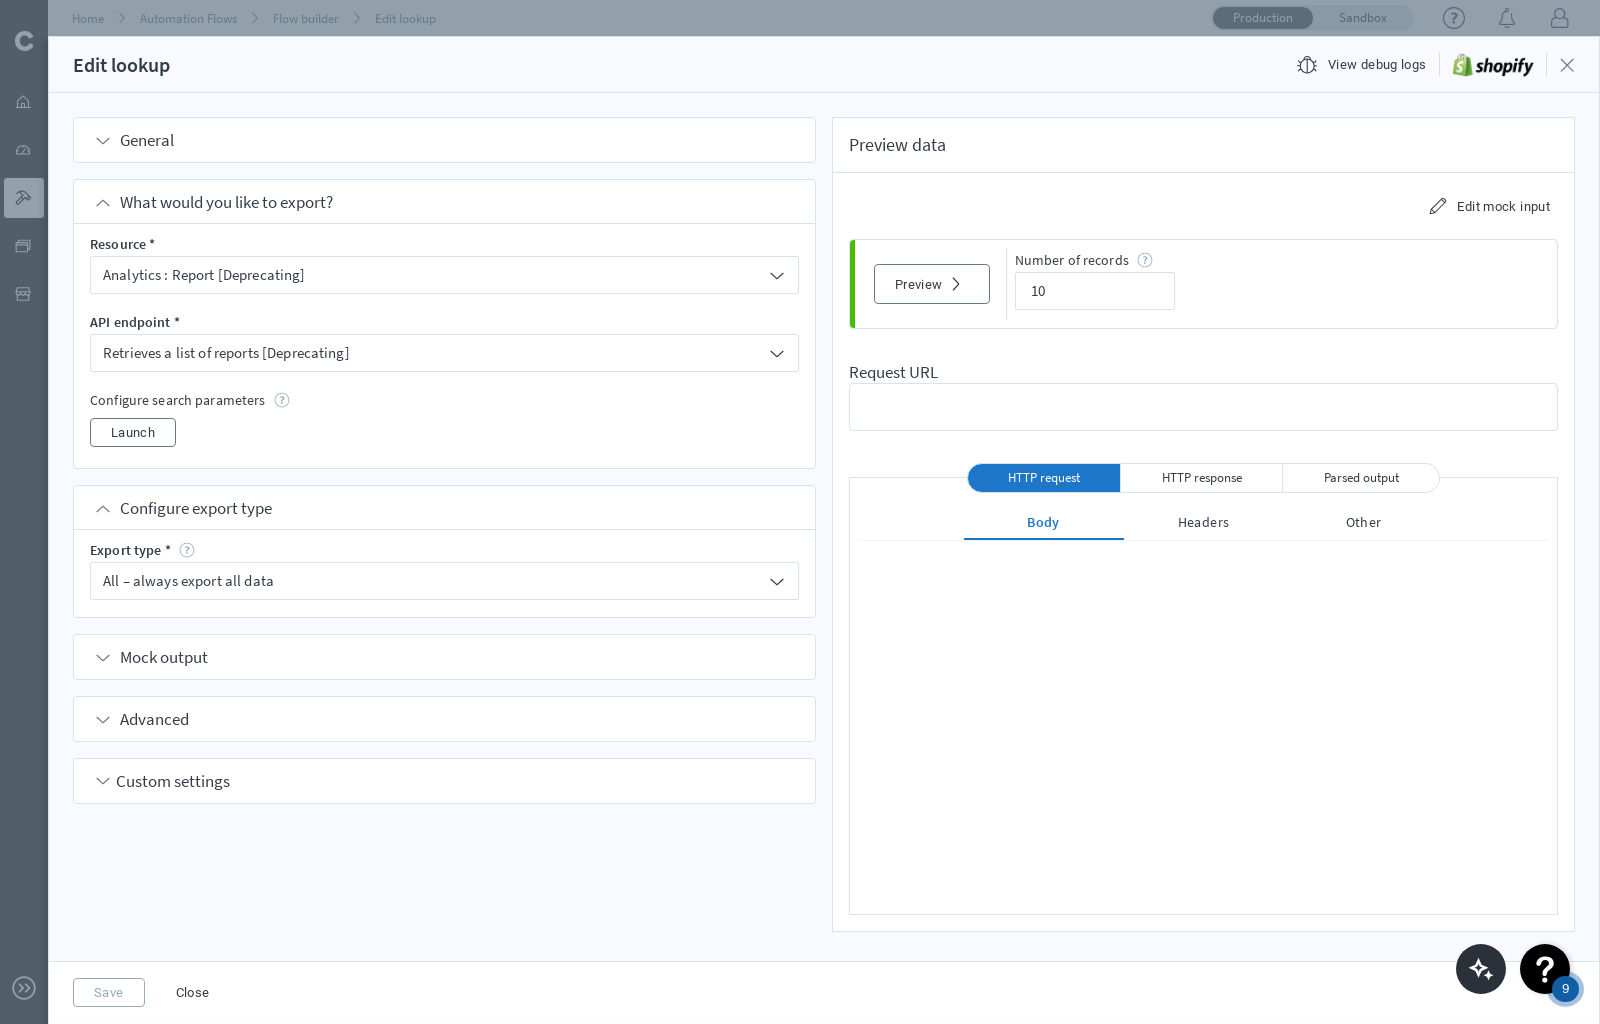 Home
Automation Flows
Flow builder
Edit lookup
Production
Sandbox
Edit lookup
View debug logs
shopify
General
What would you like to export?
Resource *
Analytics : Report [Deprecating]
API endpoint *
Retrieves a list of reports [Deprecating]
Configure search parameters
Launch
Configure export type
Export type *
All – always export all data
Mock output
Advanced
Custom settings
Preview data
Edit mock input
Preview
Number of records
10
Request URL
HTTP request
HTTP response
Parsed output
Body
Headers
Other
Save
Close
9